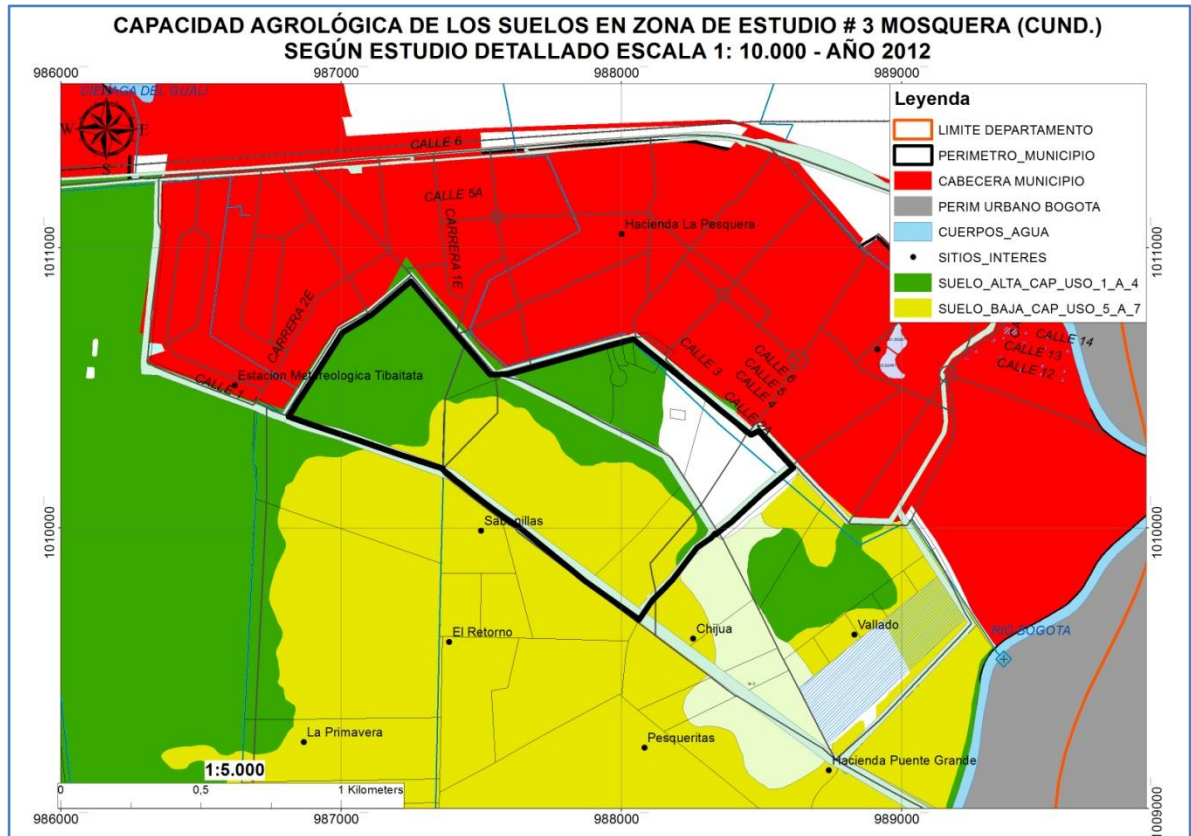 CAPACIDAD AGROLÓGICA DE LOS SUELOS EN ZONA DE ESTUDIO # 3 MOSQUERA (CUND.)
SEGÚN ESTUDIO DETALLADO ESCALA 1: 10.000 - AÑO 2012
986000
987000
988000
989000
CIENAGA DEL GUALI
N
W
E
S
Leyenda
LIMITE DEPARTAMENTO
PERIMETRO_MUNICIPIO
CABECERA MUNICIPIO
PERIM URBANO BOGOTA
CUERPOS_AGUA
SITIOS_INTERES
SUELO_ALTA_CAP_USO_1_A_4
SUELO_BAJA_CAP_USO_5_A_7
CALLE 6
CALLE 5A
CARRERA 1E
Hacienda La Pesquera
1011000
1011000
CARRERA 2E
CALLE 14
CALLE 13
CALLE 12
CALLE 3
CALLE 6
CALLE 5
CALLE 4
CALLE 2A
Estacion Metereologica Tibaitata
CALLE 1
Sabanillas
1010000
1010000
El Retorno
Chijua
Vallado
RIO BOGOTA
La Primavera
Pesqueritas
Hacienda Puente Grande
1:5.000
0
0,5
1 Kilometers
1009000
986000
987000
988000
989000